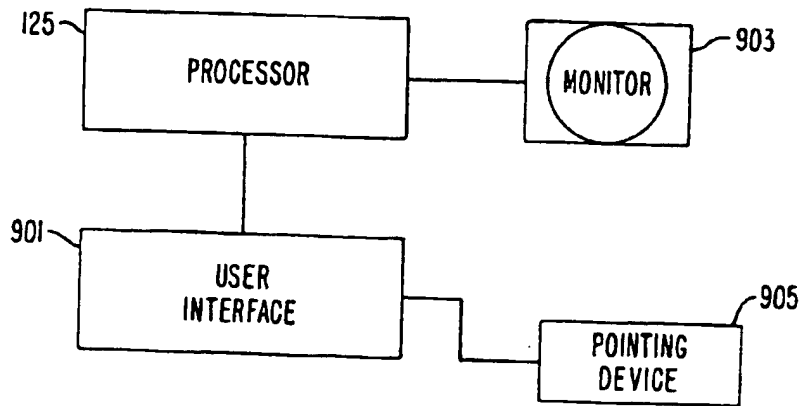 125
PROCESSOR
MONITOR
903
901
USER
INTERFACE
905
POINTING
DEVICE